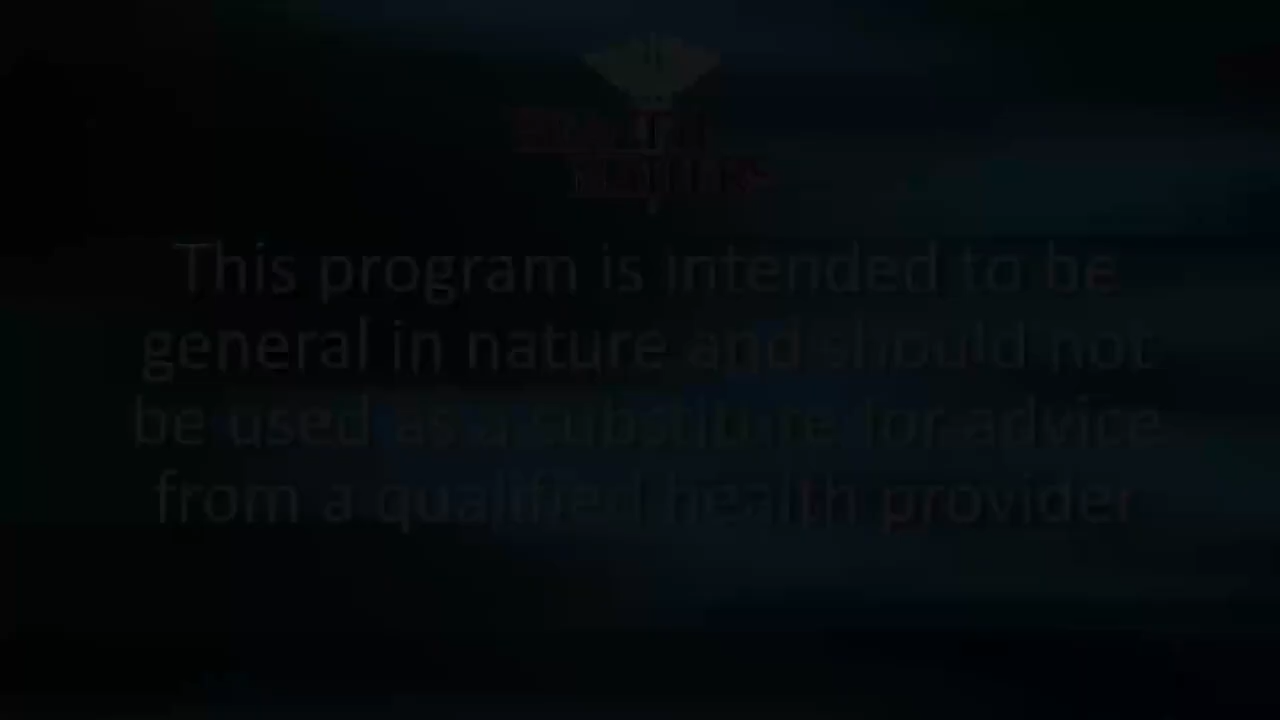 This program is intended to be
general in nature and should not
be used as a substitute for advice
from a qualified health provider